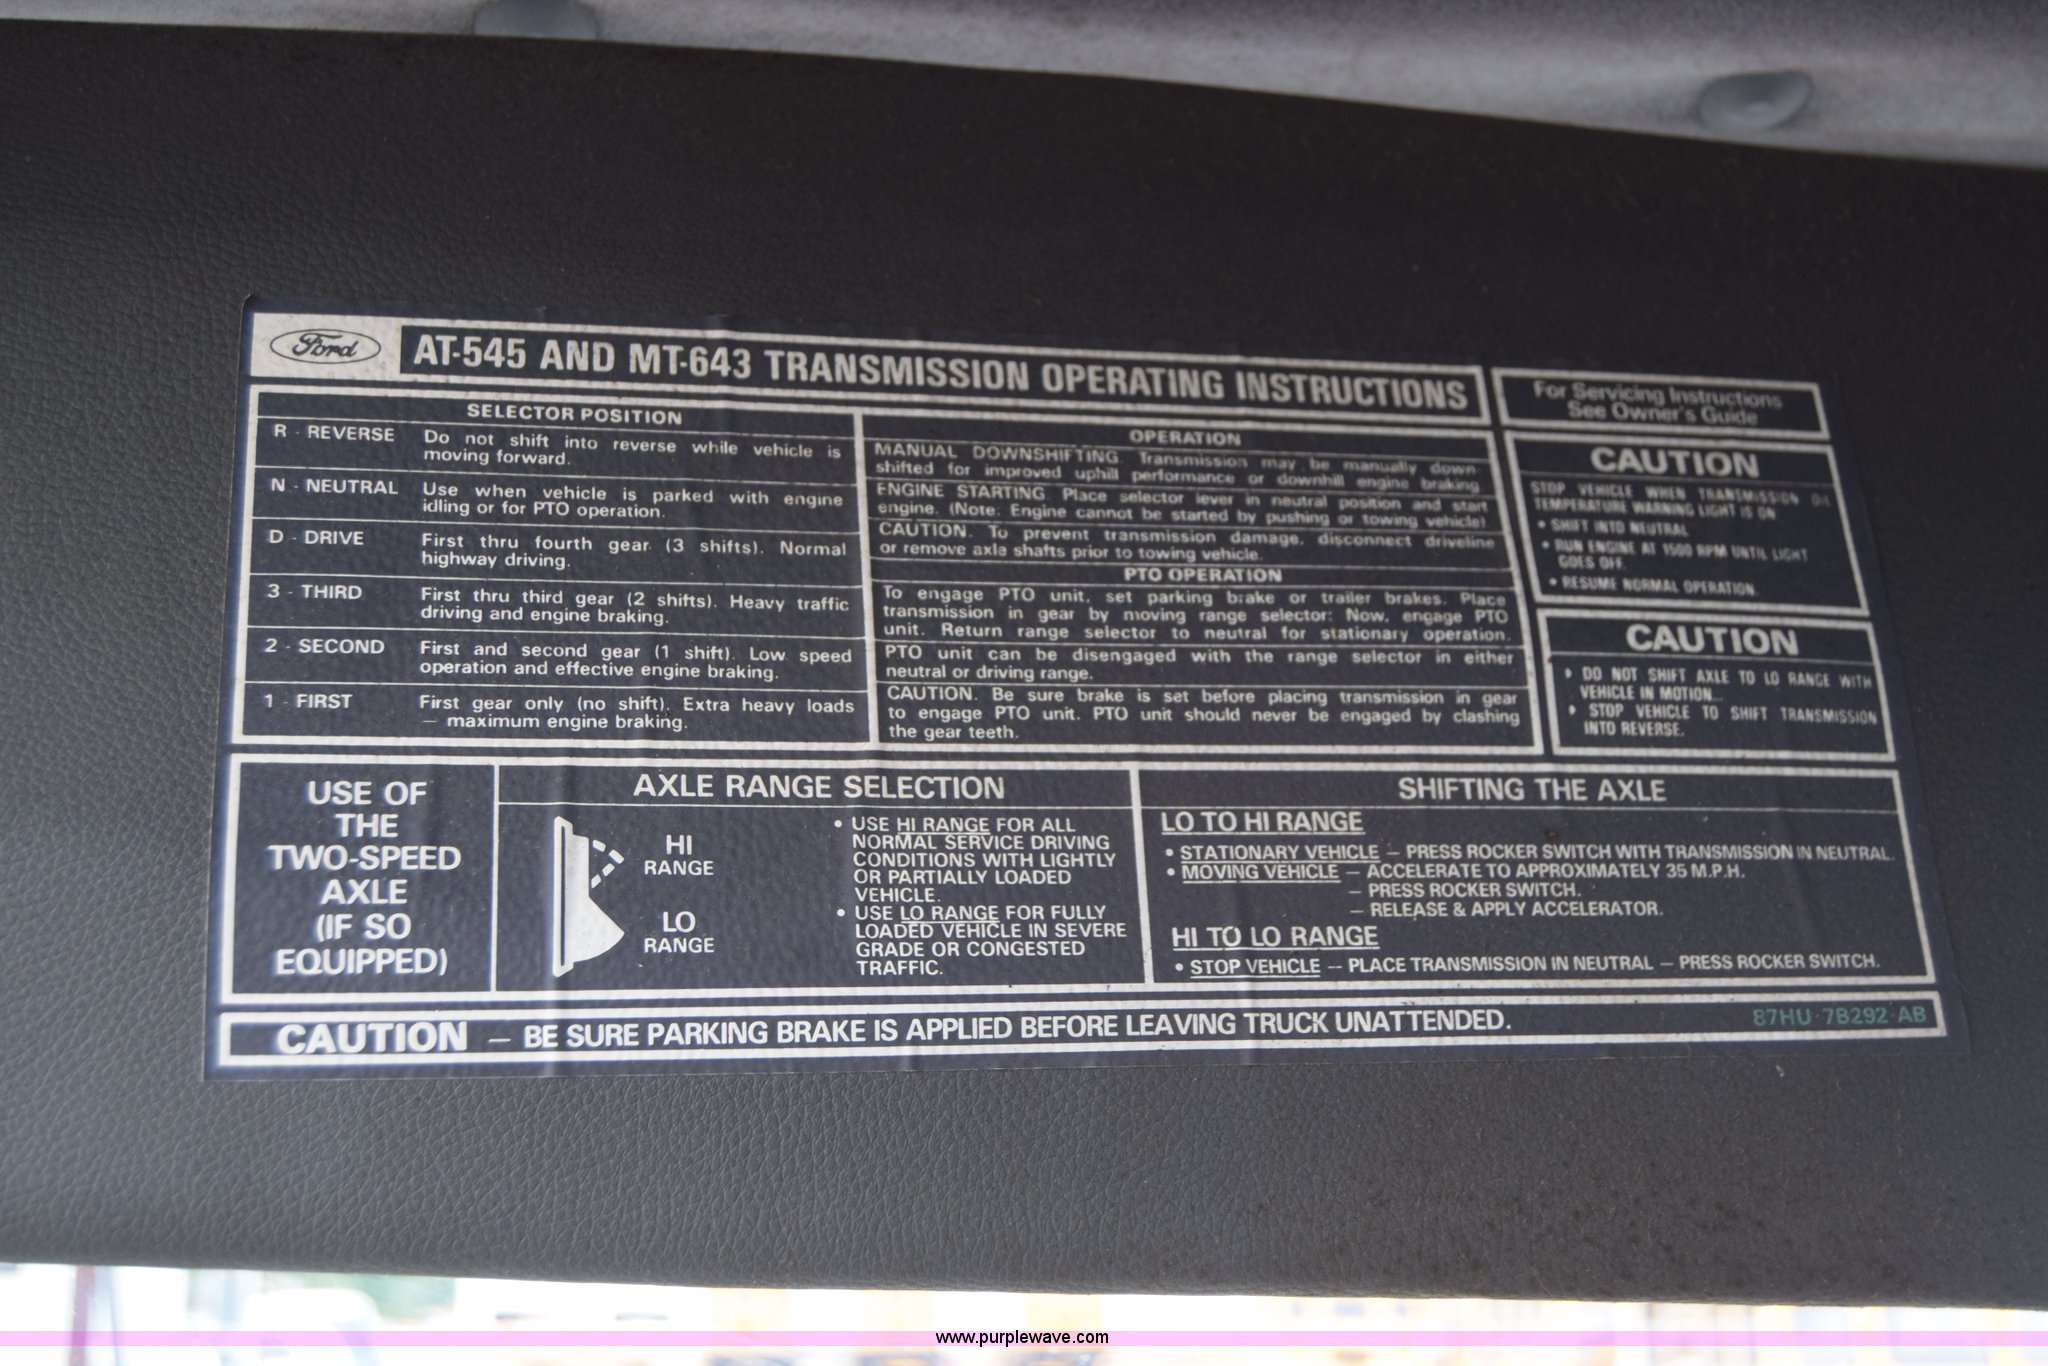 Ford
AT-545 AND MT-643 TRANSMISSION OPERATING INSTRUCTIONS
SELECTOR POSITION
R - REVERSE Do not shift into reverse while vehicle is
moving forward.
N - NEUTRAL Use when vehicle is parked with engine
idling or for PTO operation.
D - DRIVE First thru fourth gear (3 shifts). Normal
highway driving.
3 - THIRD First thru third gear (2 shifts). Heavy traffic
driving and engine braking.
2 - SECOND First and second gear (1 shift). Low speed
operation and effective engine braking.
1 - FIRST First gear only (no shift). Extra heavy loads
— maximum engine braking.
OPERATION
MANUAL DOWNSHIFTING. Transmission may be manually down-
shifted for improved uphill performance or downhill engine braking.
ENGINE STARTING. Place selector lever in neutral position and start
engine. (Note. Engine cannot be started by pushing or towing vehicle)
CAUTION. To prevent transmission damage, disconnect driveline
or remove axle shafts prior to towing vehicle.
PTO OPERATION
To engage PTO unit, set parking brake or trailer brakes. Place
transmission in gear by moving range selector: Now, engage PTO
unit. Return range selector to neutral for stationary operation.
PTO unit can be disengaged with the range selector in either
neutral or driving range.
CAUTION. Be sure brake is set before placing transmission in gear
to engage PTO unit. PTO unit should never be engaged by clashing
the gear teeth.
For Servicing Instructions
See Owner's Guide
CAUTION
STOP VEHICLE WHEN TRANSMISSION OIL
TEMPERATURE WARNING LIGHT IS ON
• SHIFT INTO NEUTRAL
• RUN ENGINE AT 1500 RPM UNTIL LIGHT
GOES OFF.
• RESUME NORMAL OPERATION.
CAUTION
• DO NOT SHIFT AXLE TO LO RANGE WITH
VEHICLE IN MOTION...
• STOP VEHICLE TO SHIFT TRANSMISSION
INTO REVERSE.
USE OF
THE
TWO-SPEED
AXLE
(IF SO
EQUIPPED)
AXLE RANGE SELECTION
HI
RANGE
LO
RANGE
• USE HI RANGE FOR ALL
NORMAL SERVICE DRIVING
CONDITIONS WITH LIGHTLY
OR PARTIALLY LOADED
VEHICLE.
• USE LO RANGE FOR FULLY
LOADED VEHICLE IN SEVERE
GRADE OR CONGESTED
TRAFFIC.
SHIFTING THE AXLE
LO TO HI RANGE
• STATIONARY VEHICLE — PRESS ROCKER SWITCH WITH TRANSMISSION IN NEUTRAL.
• MOVING VEHICLE — ACCELERATE TO APPROXIMATELY 35 M.P.H.
— PRESS ROCKER SWITCH.
— RELEASE & APPLY ACCELERATOR.
HI TO LO RANGE
• STOP VEHICLE — PLACE TRANSMISSION IN NEUTRAL — PRESS ROCKER SWITCH.
CAUTION — BE SURE PARKING BRAKE IS APPLIED BEFORE LEAVING TRUCK UNATTENDED.
87HU-7B292-AB
www.purplewave.com